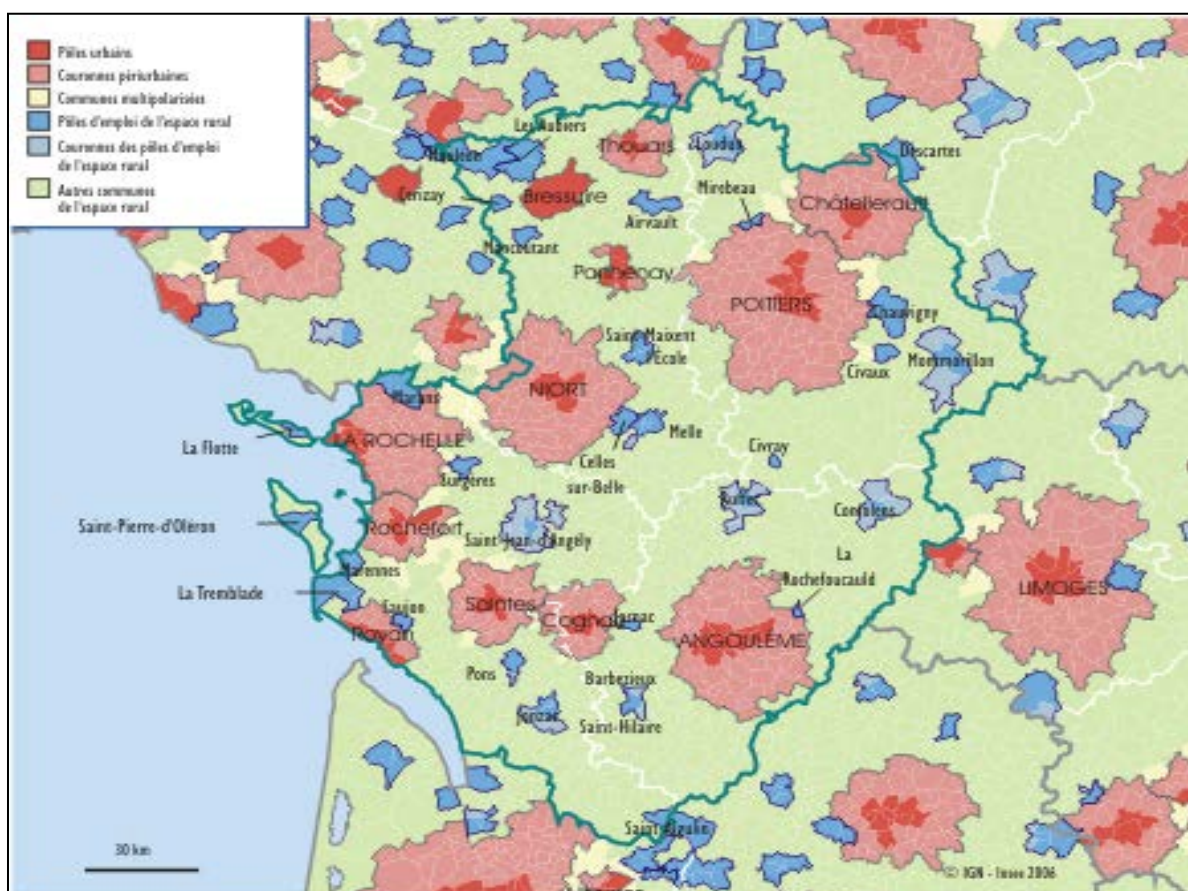 Pôles urbains
Couronnes périurbaines
Communes multipolarisées
Pôles d'emploi de l'espace rural
Couronnes des pôles d'emploi
de l'espace rural
Autres communes
de l'espace rural
Les Aubiers
Mauléon
Thouars
Loudun
Descartes
Cerizay
Bressuire
Mirebeau
Châtellerault
Airvault
Moncoutant
Parthenay
POITIERS
Chauvigny
Saint-Maixent
l'École
Montmorillon
Civaux
NIORT
Marans
La Flotte
LA ROCHELLE
Melle
Celles
sur-Belle
Civray
Surgères
Ruffec
Confolens
Saint-Pierre-d'Oléron
Rochefort
Saint-Jean-d'Angély
La
Rochefoucauld
Marennes
La Tremblade
Saujon
Saintes
Cognac
Jarnac
LIMOGES
Royan
ANGOULÊME
Pons
Barbezieux
Saint-Hilaire
Jonzac
Saint-Aigulin
30 km
© IGN - Insee 2006